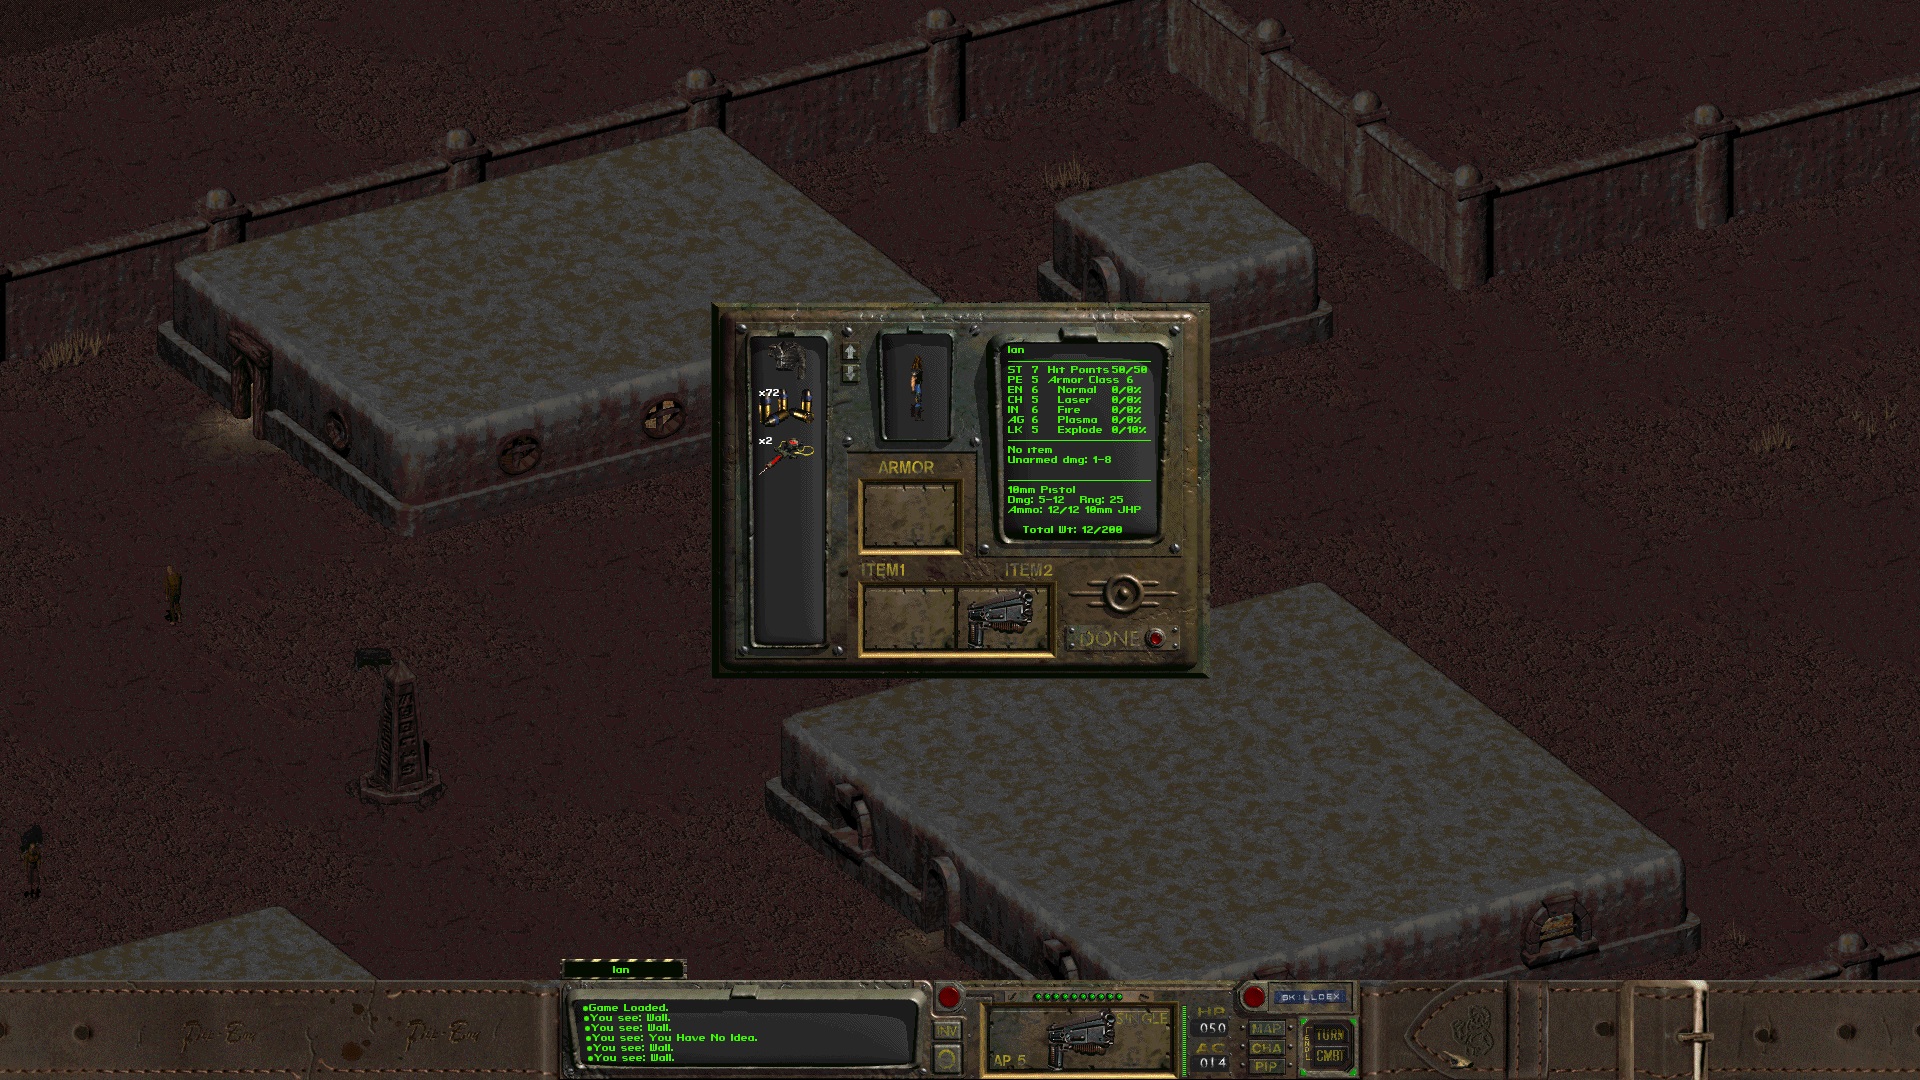 x72
x2
Ian
ST 7 Hit Points 50/50
PE 5 Armor Class 6
EN 6 Normal 0/0%
CH 5 Laser 0/0%
IN 6 Fire 0/0%
AG 6 Plasma 0/0%
LK 5 Explode 0/10%
No item
Unarmed dmg: 1-8
10mm Pistol
Dmg: 5-12 Rng: 25
Ammo: 12/12 10mm JHP
Total Wt: 12/200
ARMOR
ITEM1 ITEM2
DONE
Ian
Game Loaded.
You see: Wall.
You see: Wall.
You see: You Have No Idea.
You see: Wall.
You see: Wall.
INV
SINGLE
AP 5
HP
050
AC
014
SKILLDEX
MAP
CHA
PIP
TURN
CMBT